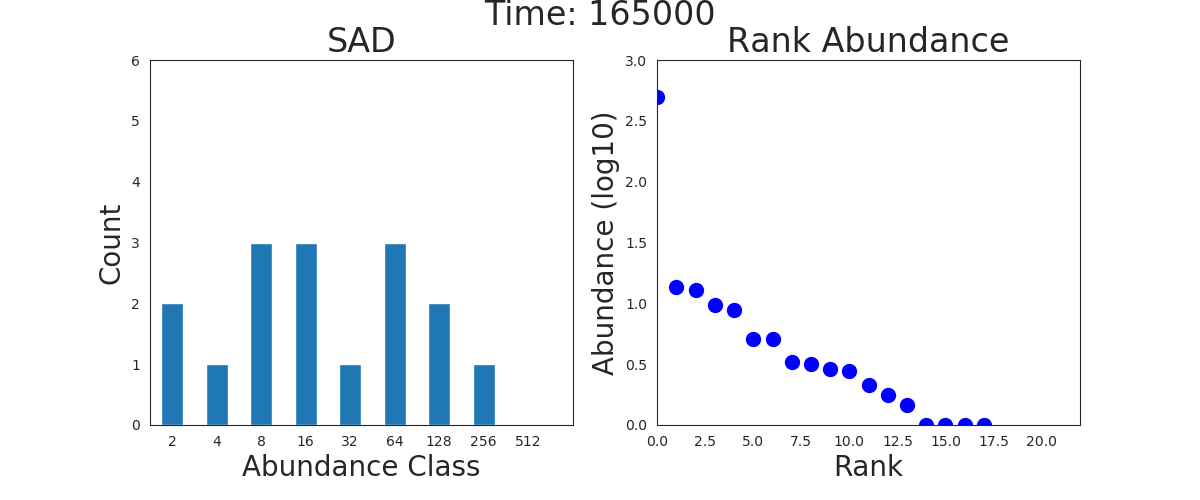 Time: 165000
SAD
6
5
4
3
2
1
0
Count
2 4 8 16 32 64 128 256 512
Abundance Class
Rank Abundance
3.0
2.5
2.0
1.5
1.0
0.5
0.0
Abundance (log10)
0.0 2.5 5.0 7.5 10.0 12.5 15.0 17.5 20.0
Rank